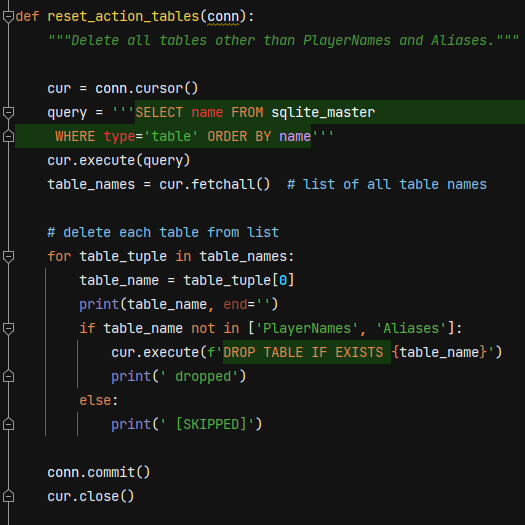 def reset_action_tables(conn):
    """Delete all tables other than PlayerNames and Aliases."""
    cur = conn.cursor()
    query = '''SELECT name FROM sqlite_master
     WHERE type='table' ORDER BY name'''
    cur.execute(query)
    table_names = cur.fetchall()  # list of all table names
    # delete each table from list
    for table_tuple in table_names:
        table_name = table_tuple[0]
        print(table_name, end='')
        if table_name not in ['PlayerNames', 'Aliases']:
            cur.execute(f'DROP TABLE IF EXISTS {table_name}')
            print(' dropped')
        else:
            print(' [SKIPPED]')
    conn.commit()
    cur.close()